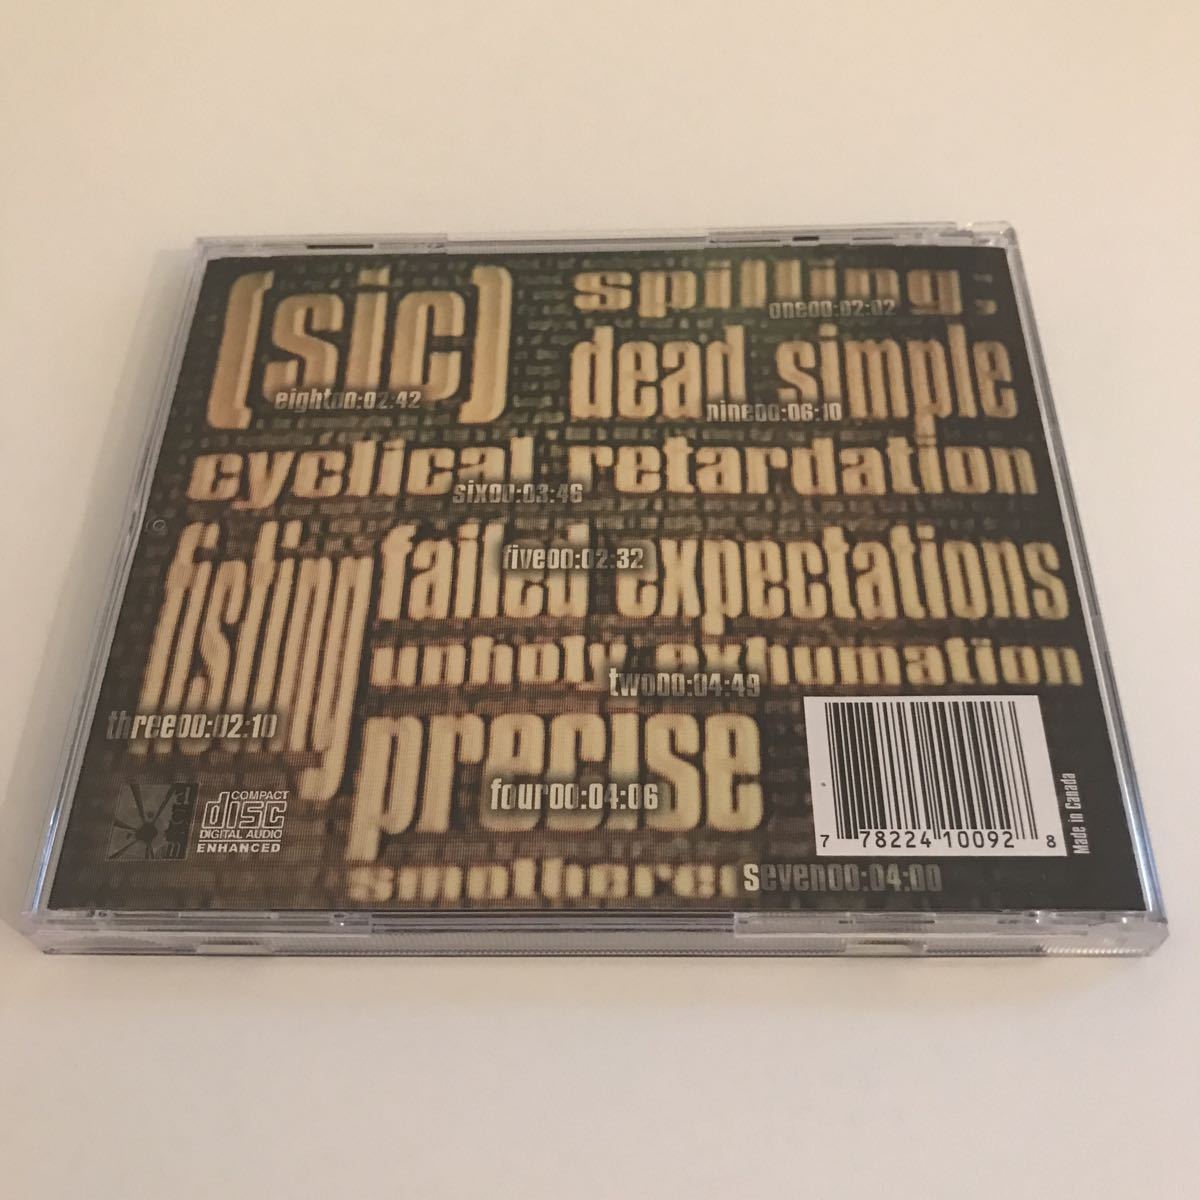 (sic)
eight00:02:42
spilling;
one00:02:02
dead simple
nine00:06:10
cyclical retardation
six00:03:46
fisting
three00:02:10
failed expectations
five00:02:32
unholy exhumation
two00:04:49
precise
four00:04:06
smothered
seven00:04:00
COMPACT
disc
DIGITAL AUDIO
ENHANCED
7 78224 10092 8
Made in Canada